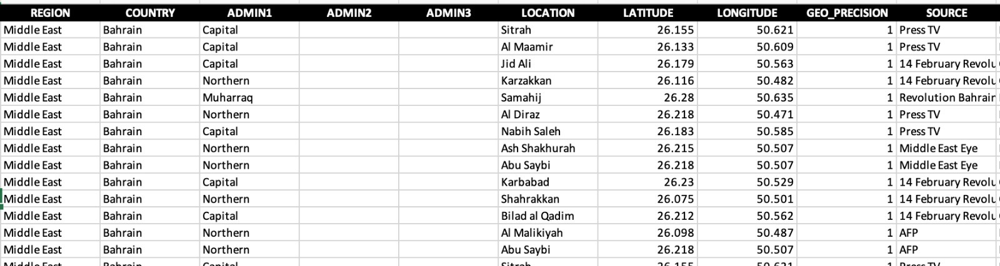 REGION COUNTRY ADMIN1 ADMIN2 ADMIN3 LOCATION LATITUDE LONGITUDE GEO_PRECISION SOURCE
Middle East Bahrain Capital Sitrah 26.155 50.621 1 Press TV
Middle East Bahrain Capital Al Maamir 26.133 50.609 1 Press TV
Middle East Bahrain Capital Jid Ali 26.179 50.563 1 14 February Revolu
Middle East Bahrain Northern Karzakkan 26.116 50.482 1 14 February Revolu
Middle East Bahrain Muharraq Samahij 26.28 50.635 1 Revolution Bahrain
Middle East Bahrain Northern Al Diraz 26.218 50.471 1 Press TV
Middle East Bahrain Capital Nabih Saleh 26.183 50.585 1 Press TV
Middle East Bahrain Northern Ash Shakhurah 26.215 50.507 1 Middle East Eye
Middle East Bahrain Northern Abu Saybi 26.218 50.507 1 Middle East Eye
Middle East Bahrain Capital Karbabad 26.23 50.529 1 14 February Revolu
Middle East Bahrain Northern Shahrakkan 26.075 50.501 1 14 February Revolu
Middle East Bahrain Capital Bilad al Qadim 26.212 50.562 1 14 February Revolu
Middle East Bahrain Northern Al Malikiyah 26.098 50.487 1 AFP
Middle East Bahrain Northern Abu Saybi 26.218 50.507 1 AFP
Middle East Bahrain Capital Sitrah 26.155 50.621 1 Press TV